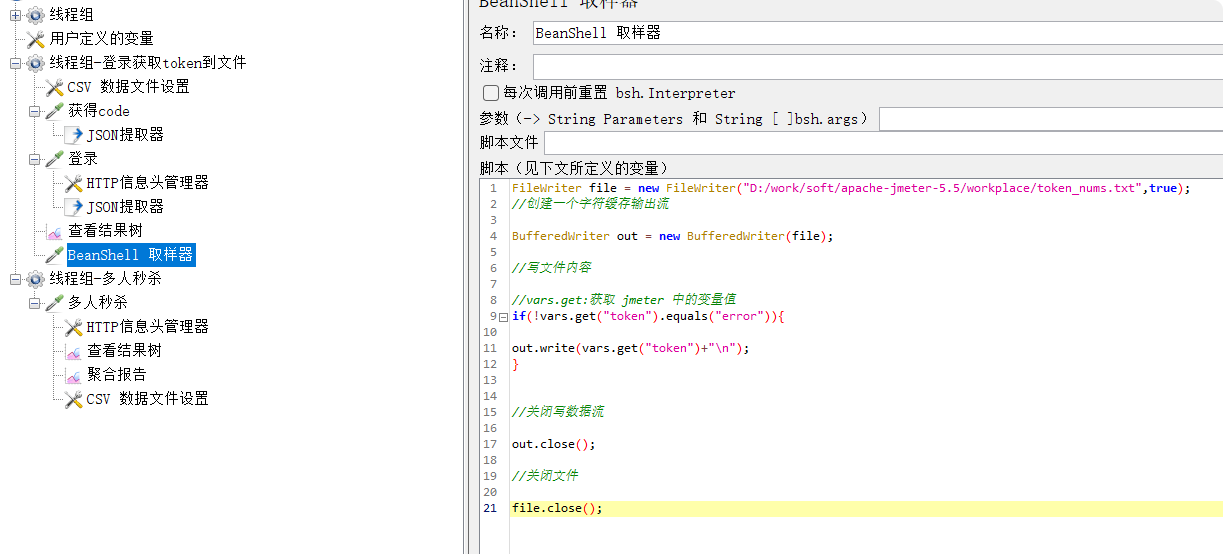 线程组
用户定义的变量
线程组-登录获取token到文件
CSV 数据文件设置
获得code
JSON提取器
登录
HTTP信息头管理器
JSON提取器
查看结果树
BeanShell 取样器
线程组-多人秒杀
多人秒杀
HTTP信息头管理器
查看结果树
聚合报告
CSV 数据文件设置
BeanShell 取样器
名称： BeanShell 取样器
注释：
每次调用前重置 bsh.Interpreter
参数（-> String Parameters 和 String [ ]bsh.args）
脚本文件
脚本（见下文所定义的变量）
1 FileWriter file = new FileWriter("D:/work/soft/apache-jmeter-5.5/workplace/token_nums.txt",true);
2 //创建一个字符缓存输出流
3
4 BufferedWriter out = new BufferedWriter(file);
5
6 //写文件内容
7
8 //vars.get:获取 jmeter 中的变量值
9 if(!vars.get("token").equals("error")){
10
11 out.write(vars.get("token")+"\n");
12 }
13
14
15 //关闭写数据流
16
17 out.close();
18
19 //关闭文件
20
21 file.close();